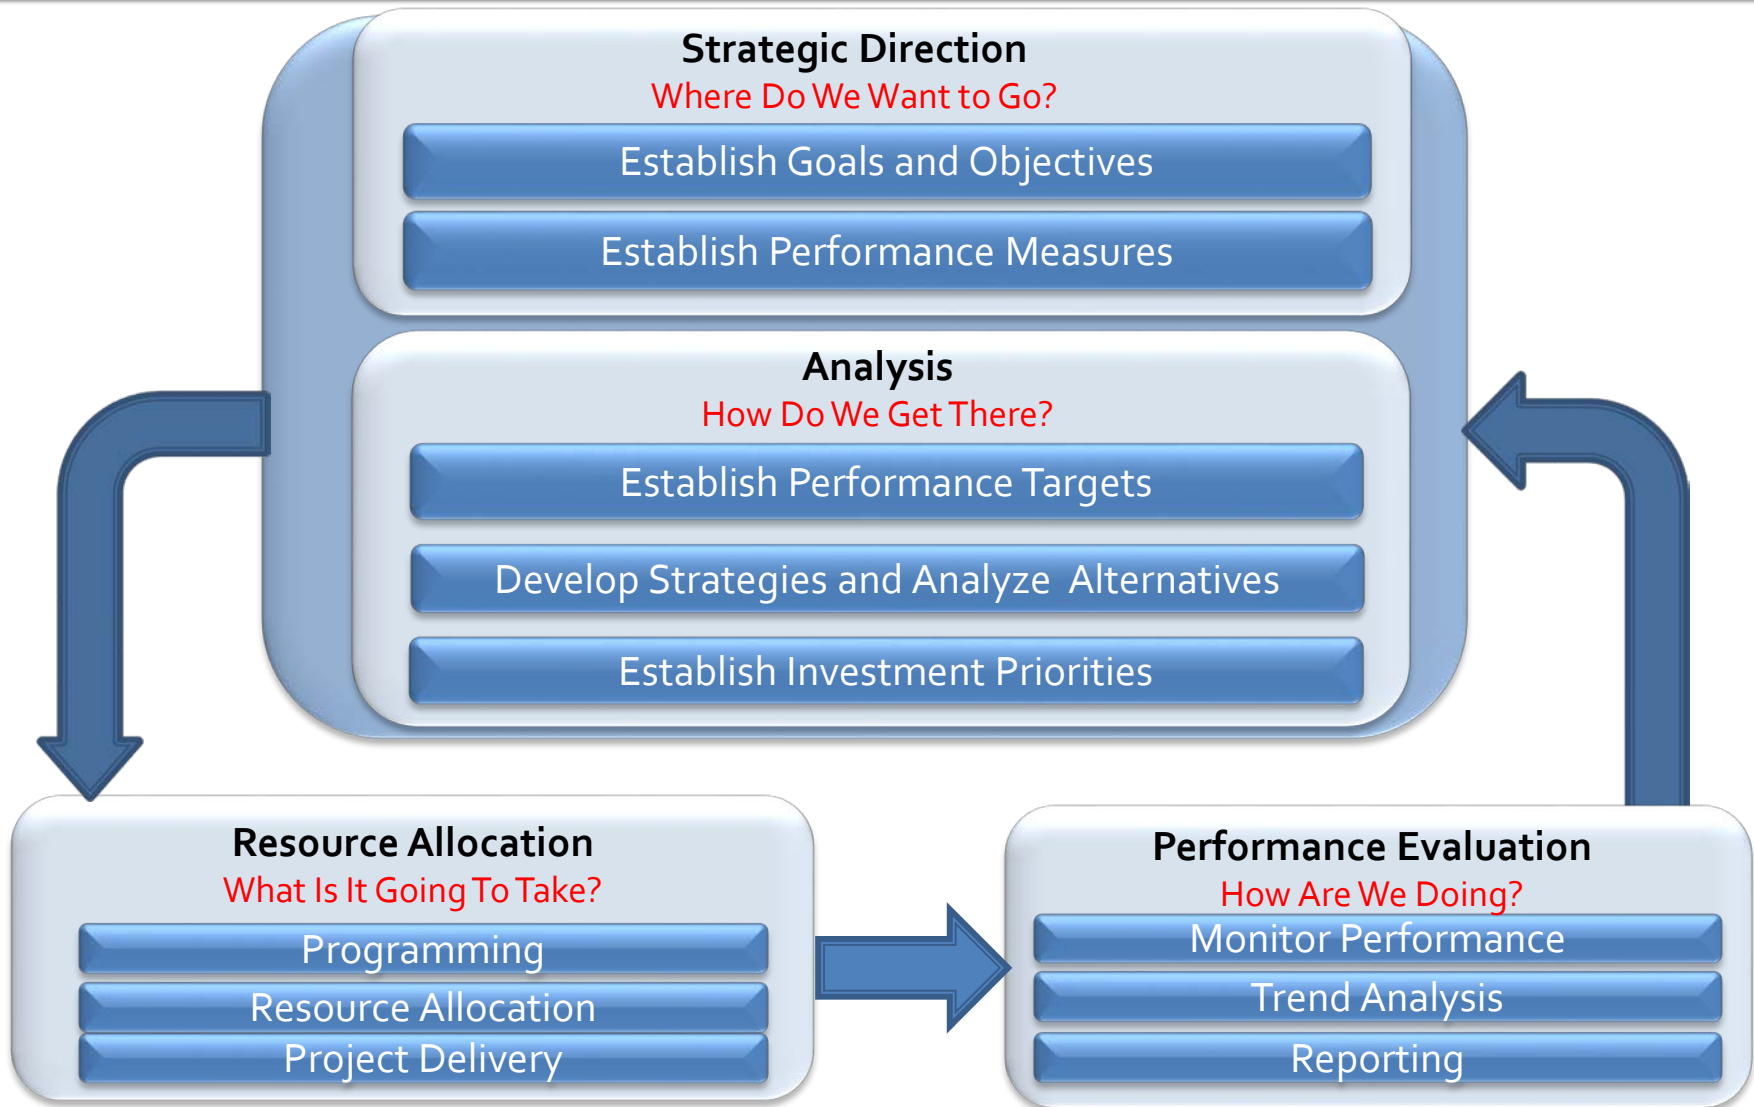 Strategic Direction
Where Do We Want to Go?
Establish Goals and Objectives
Establish Performance Measures
Analysis
How Do We Get There?
Establish Performance Targets
Develop Strategies and Analyze  Alternatives
Establish Investment Priorities
Resource Allocation
What Is It Going To Take?
Programming
Resource Allocation
Project Delivery
Performance Evaluation
How Are We Doing?
Monitor Performance
Trend Analysis
Reporting